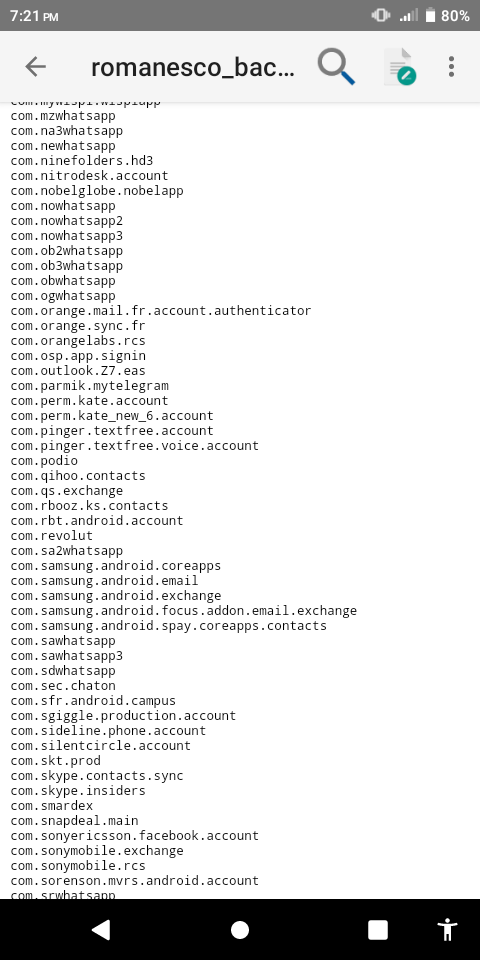 7:21 PM
80%
romanesco_bac...
com.mywispi.wispiapp
com.mzwhatsapp
com.na3whatsapp
com.newhatsapp
com.ninefolders.hd3
com.nitrodesk.account
com.nobelglobe.nobelapp
com.nowhatsapp
com.nowhatsapp2
com.nowhatsapp3
com.ob2whatsapp
com.ob3whatsapp
com.obwhatsapp
com.ogwhatsapp
com.orange.mail.fr.account.authenticator
com.orange.sync.fr
com.orangelabs.rcs
com.osp.app.signin
com.outlook.Z7.eas
com.parmik.mytelegram
com.perm.kate.account
com.perm.kate_new_6.account
com.pinger.textfree.account
com.pinger.textfree.voice.account
com.podio
com.qihoo.contacts
com.qs.exchange
com.rbooz.ks.contacts
com.rbt.android.account
com.revolut
com.sa2whatsapp
com.samsung.android.coreapps
com.samsung.android.email
com.samsung.android.exchange
com.samsung.android.focus.addon.email.exchange
com.samsung.android.spay.coreapps.contacts
com.sawhatsapp
com.sawhatsapp3
com.sdwhatsapp
com.sec.chaton
com.sfr.android.campus
com.sgiggle.production.account
com.sideline.phone.account
com.silentcircle.account
com.skt.prod
com.skype.contacts.sync
com.skype.insiders
com.smardex
com.snapdeal.main
com.sonyericsson.facebook.account
com.sonymobile.exchange
com.sonymobile.rcs
com.sorenson.mvrs.android.account
com.srwhatsapp